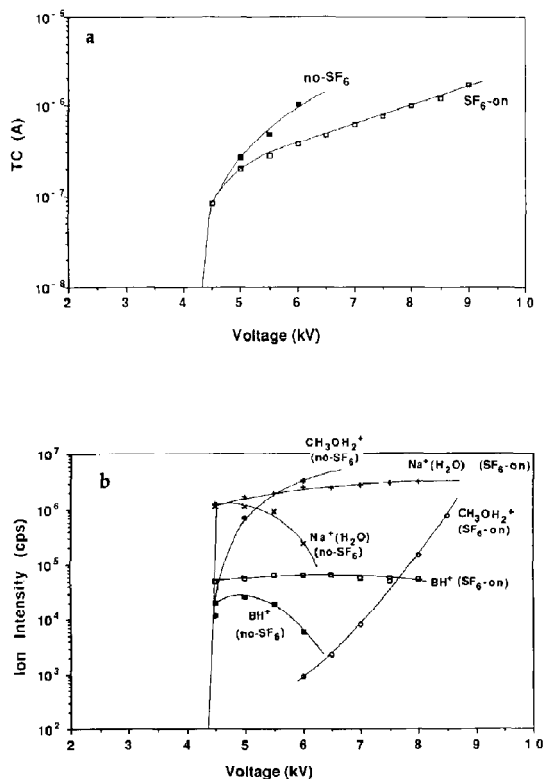 a
10⁻⁵
no-SF₆
10⁻⁶
SF₆-on
TC (A)
10⁻⁷
10⁻⁸
2 3 4 5 6 7 8 9 10
Voltage (kV)
b
10⁷
CH₃OH₂⁺
(no-SF₆)
Na⁺(H₂O) (SF₆-on)
10⁶
CH₃OH₂⁺
(SF₆-on)
Na⁺(H₂O)
(no-SF₆)
10⁵
BH⁺ (SF₆-on)
Ion Intensity (cps)
10⁴
BH⁺
(no-SF₆)
10³
10²
2 3 4 5 6 7 8 9 10
Voltage (kV)